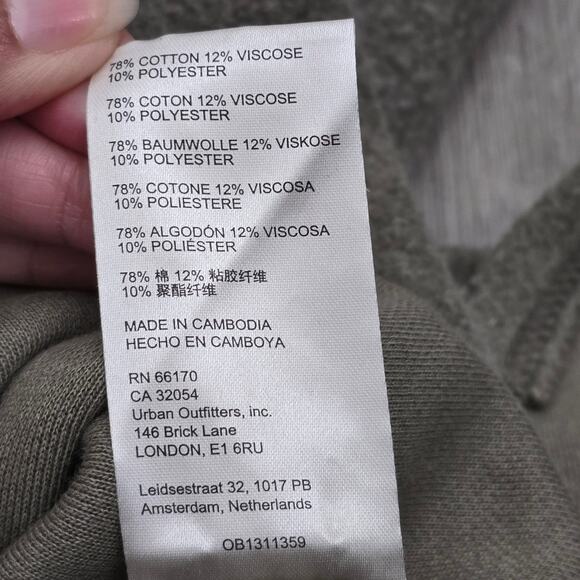 78% COTTON 12% VISCOSE
10% POLYESTER
78% COTON 12% VISCOSE
10% POLYESTER
78% BAUMWOLLE 12% VISKOSE
10% POLYESTER
78% COTONE 12% VISCOSA
10% POLIESTERE
78% ALGODÓN 12% VISCOSA
10% POLIÉSTER
78% 棉 12% 粘胶纤维
10% 聚酯纤维
MADE IN CAMBODIA
HECHO EN CAMBOYA
RN 66170
CA 32054
Urban Outfitters, inc.
146 Brick Lane
LONDON, E1 6RU
Leidsestraat 32, 1017 PB
Amsterdam, Netherlands
OB1311359